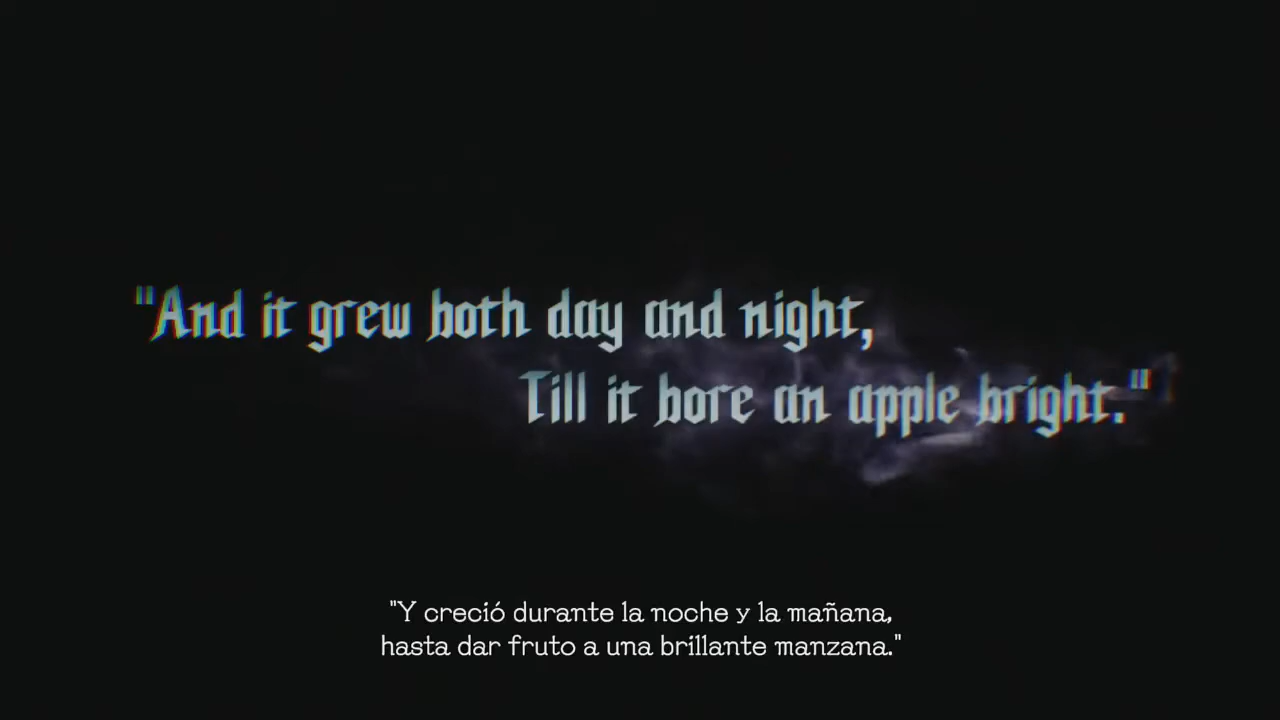 "And it grew both day and night,
Till it bore an apple bright."
"Y creció durante la noche y la mañana,
hasta dar fruto a una brillante manzana."